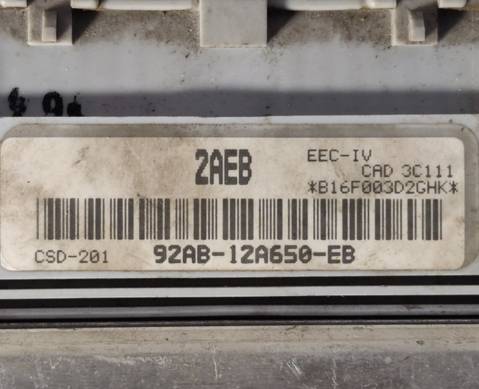 2AEB
EEC-IV
CAD 3C111
*B16F003D2GHK*
CSD-201
92AB-12A650-EB